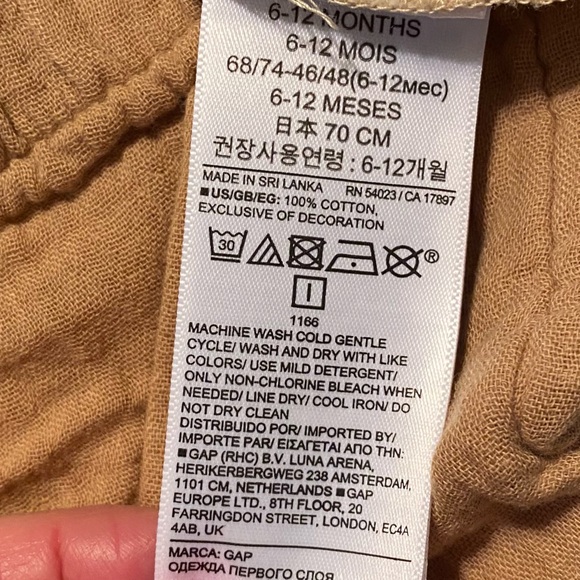 6-12 MONTHS
6-12 MOIS
68/74-46/48(6-12мес)
6-12 MESES
日本 70 CM
권장사용연령 : 6-12개월
MADE IN SRI LANKA RN 54023 / CA 17897
■US/GB/EG: 100% COTTON,
EXCLUSIVE OF DECORATION
30 ®
I
1166
MACHINE WASH COLD GENTLE
CYCLE/ WASH AND DRY WITH LIKE
COLORS/ USE MILD DETERGENT/
ONLY NON-CHLORINE BLEACH WHEN
NEEDED/ LINE DRY/ COOL IRON/ DO
NOT DRY CLEAN
DISTRIBUIDO POR/ IMPORTED BY/
IMPORTE PAR/ ΕΙΣΑΓΕΤΑΙ ΑΠΟ ΤΗΝ:
■GAP (RHC) B.V. LUNA ARENA,
HERIKERBERGWEG 238 AMSTERDAM,
1101 CM, NETHERLANDS ■GAP
EUROPE LTD., 8TH FLOOR, 20
FARRINGDON STREET, LONDON, EC4A
4AB, UK
МАРСА: GAP
ОДЕЖДА ПЕРВОГО СЛОЯ